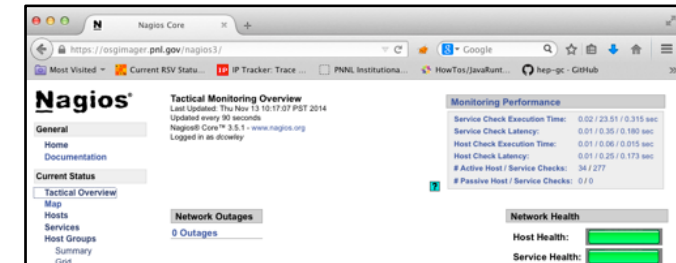 Nagios Core
https://osgimager.pnl.gov/nagios3/
Google
Most Visited
Current RSV Statu...
IP Tracker: Trace ...
PNNL Institutiona...
HowTos/JavaRunt...
hep-gc · GitHub
Nagios®
General
Home
Documentation
Current Status
Tactical Overview
Map
Hosts
Services
Host Groups
Summary
Grid
Tactical Monitoring Overview
Last Updated: Thu Nov 13 10:17:07 PST 2014
Updated every 90 seconds
Nagios® Core™ 3.5.1 - www.nagios.org
Logged in as dcowley
Monitoring Performance
Service Check Execution Time: 0.02 / 23.51 / 0.315 sec
Service Check Latency: 0.01 / 0.35 / 0.180 sec
Host Check Execution Time: 0.01 / 0.06 / 0.015 sec
Host Check Latency: 0.01 / 0.25 / 0.173 sec
# Active Host / Service Checks: 34 / 277
# Passive Host / Service Checks: 0 / 0
Network Outages
0 Outages
Network Health
Host Health:
Service Health: